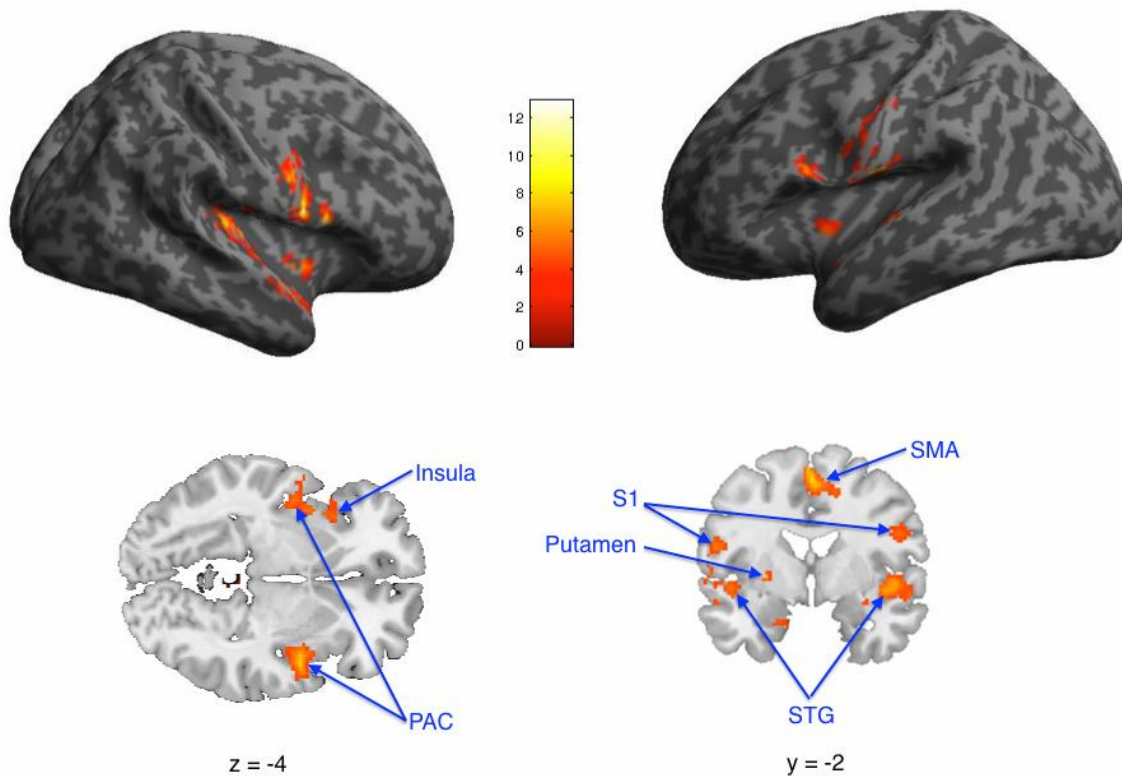 12
10
8
6
4
2
0
Insula
PAC
z = -4
SMA
S1
Putamen
STG
y = -2